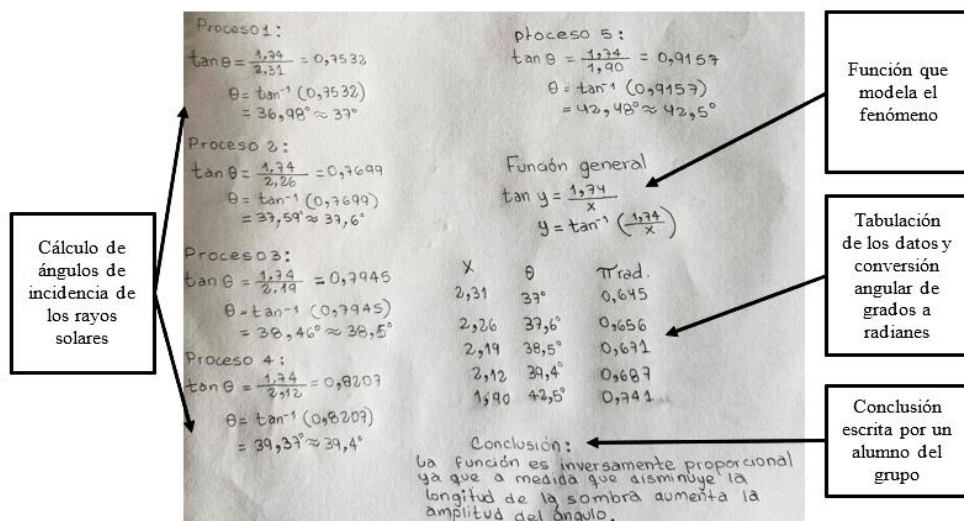 Proceso 1:
tan θ = 1,74 / 2,31 = 0,7532
θ = tan⁻¹ (0,7532)
= 36,98° ≈ 37°
Proceso 2:
tan θ = 1,74 / 2,26 = 0,7699
θ = tan⁻¹ (0,7699)
= 37,59° ≈ 37,6°
Proceso 3:
tan θ = 1,74 / 2,19 = 0,7945
θ = tan⁻¹ (0,7945)
= 38,46° ≈ 38,5°
Proceso 4:
tan θ = 1,74 / 2,12 = 0,8207
θ = tan⁻¹ (0,8207)
= 39,37° ≈ 39,4°
proceso 5:
tan θ = 1,74 / 1,90 = 0,9157
θ = tan⁻¹ (0,9157)
= 42,48° ≈ 42,5°
Función general
tan y = 1,74 / x
y = tan⁻¹ (1,74 / x)
X θ π rad.
2,31 37° 0,645
2,26 37,6° 0,656
2,19 38,5° 0,671
2,12 39,4° 0,687
1,90 42,5° 0,741
Conclusión:
La función es inversamente proporcional
ya que a medida que disminuye la
longitud de la sombra aumenta la
amplitud del ángulo.
Cálculo de
ángulos de
incidencia de
los rayos
solares
Función que
modela el
fenómeno
Tabulación
de los datos y
conversión
angular de
grados a
radianes
Conclusión
escrita por un
alumno del
grupo